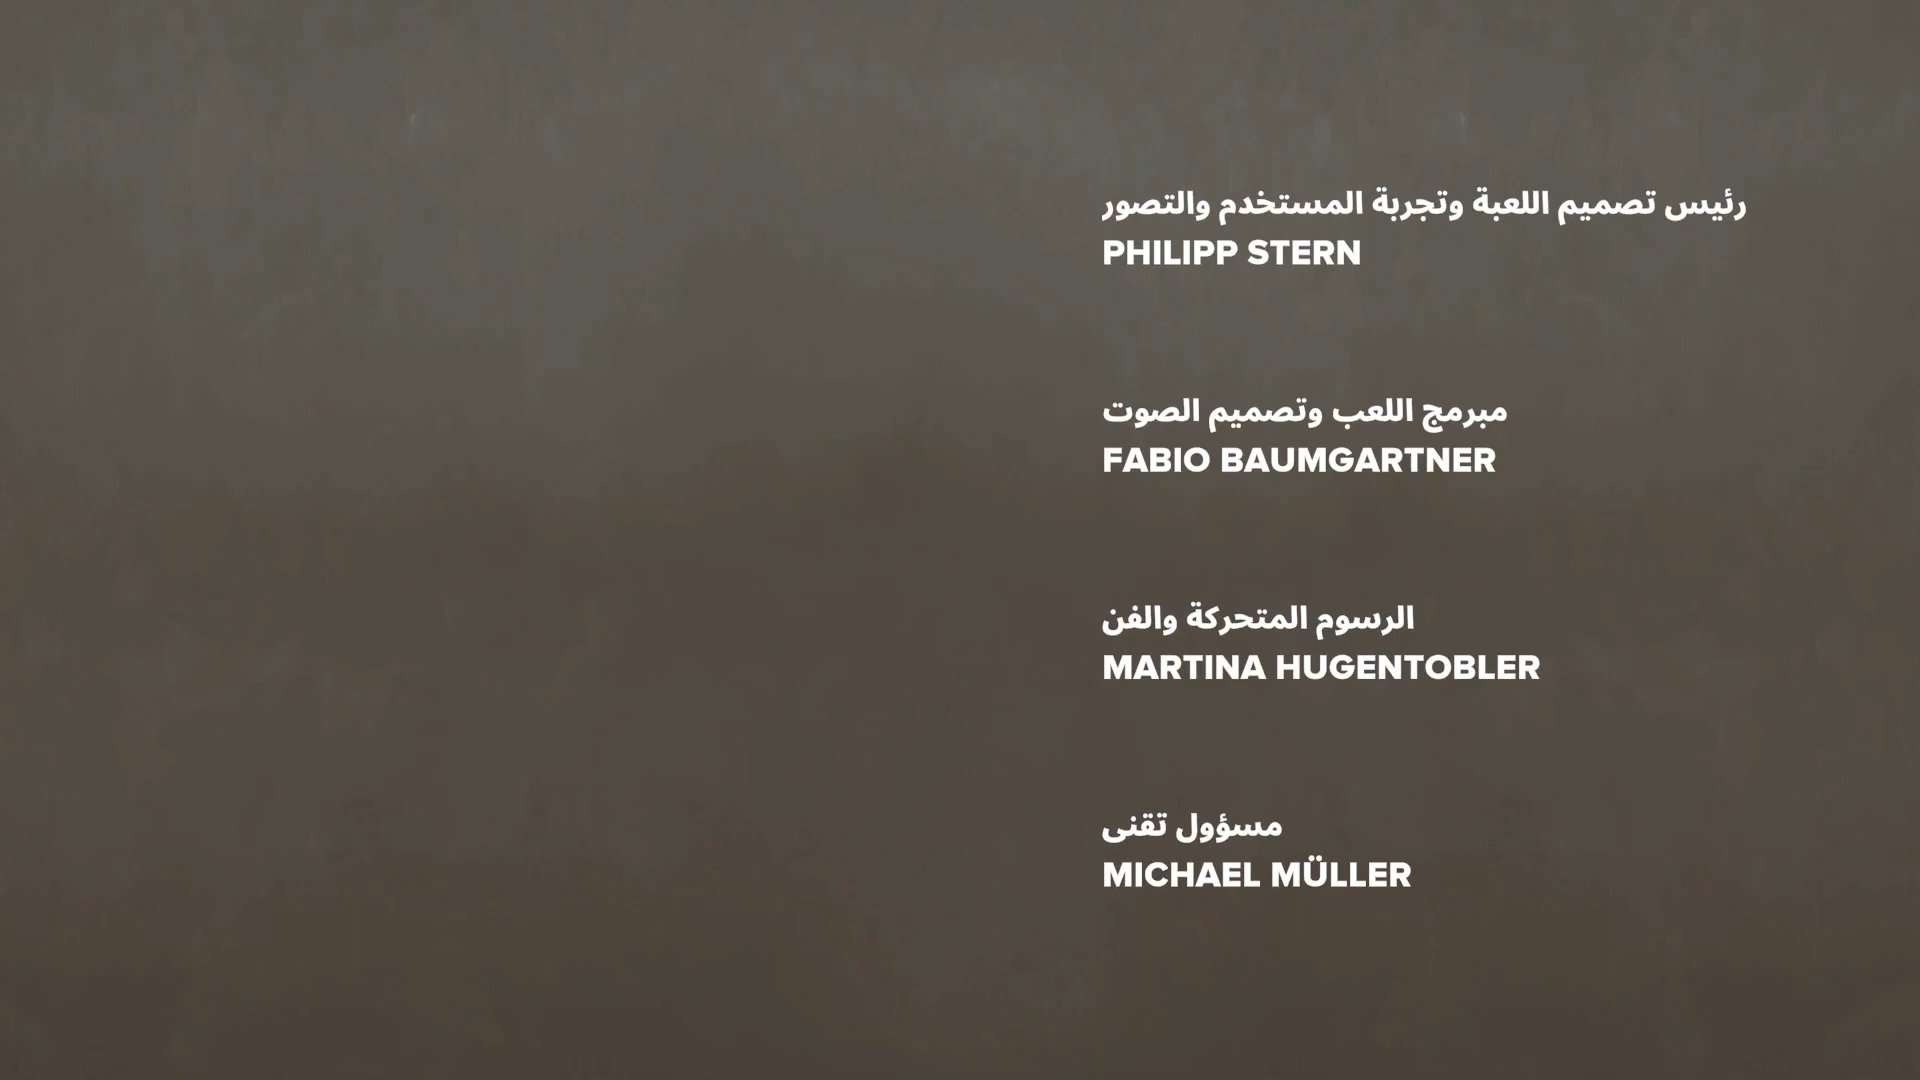 رئيس تصميم اللعبة وتجربة المستخدم والتصور
PHILIPP STERN
مبرمج اللعب وتصميم الصوت
FABIO BAUMGARTNER
الرسوم المتحركة والفن
MARTINA HUGENTOBLER
مسؤول تقنى
MICHAEL MÜLLER